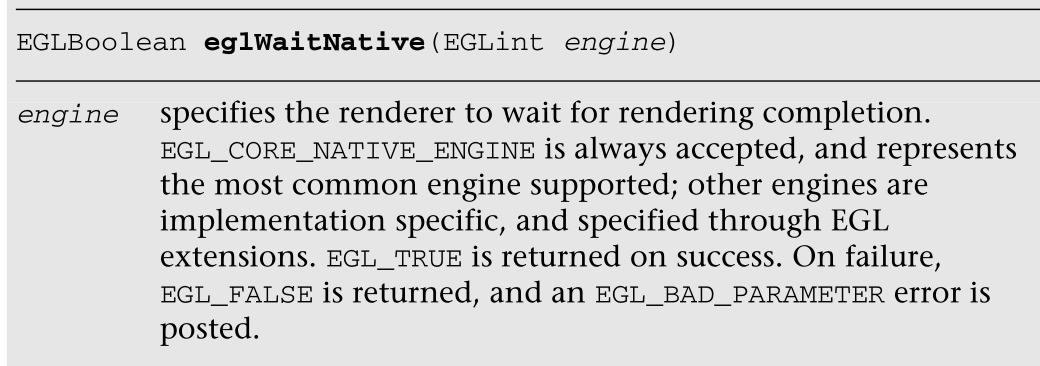 EGLBoolean eglWaitNative(EGLint engine)
engine specifies the renderer to wait for rendering completion.
EGL_CORE_NATIVE_ENGINE is always accepted, and represents
the most common engine supported; other engines are
implementation specific, and specified through EGL
extensions. EGL_TRUE is returned on success. On failure,
EGL_FALSE is returned, and an EGL_BAD_PARAMETER error is
posted.